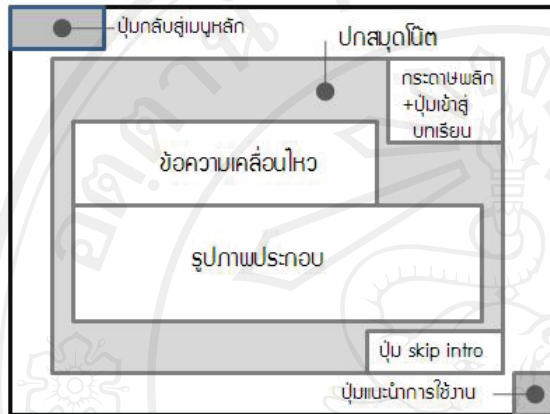 ปุ่มกลับสู่เมนูหลัก
ปกสมุดโน๊ต
กระดาษพลิก
+ปุ่มเข้าสู่
บทเรียน
ข้อความเคลื่อนไหว
รูปภาพประกอบ
ปุ่ม skip intro
ปุ่มแนะนำการใช้งาน